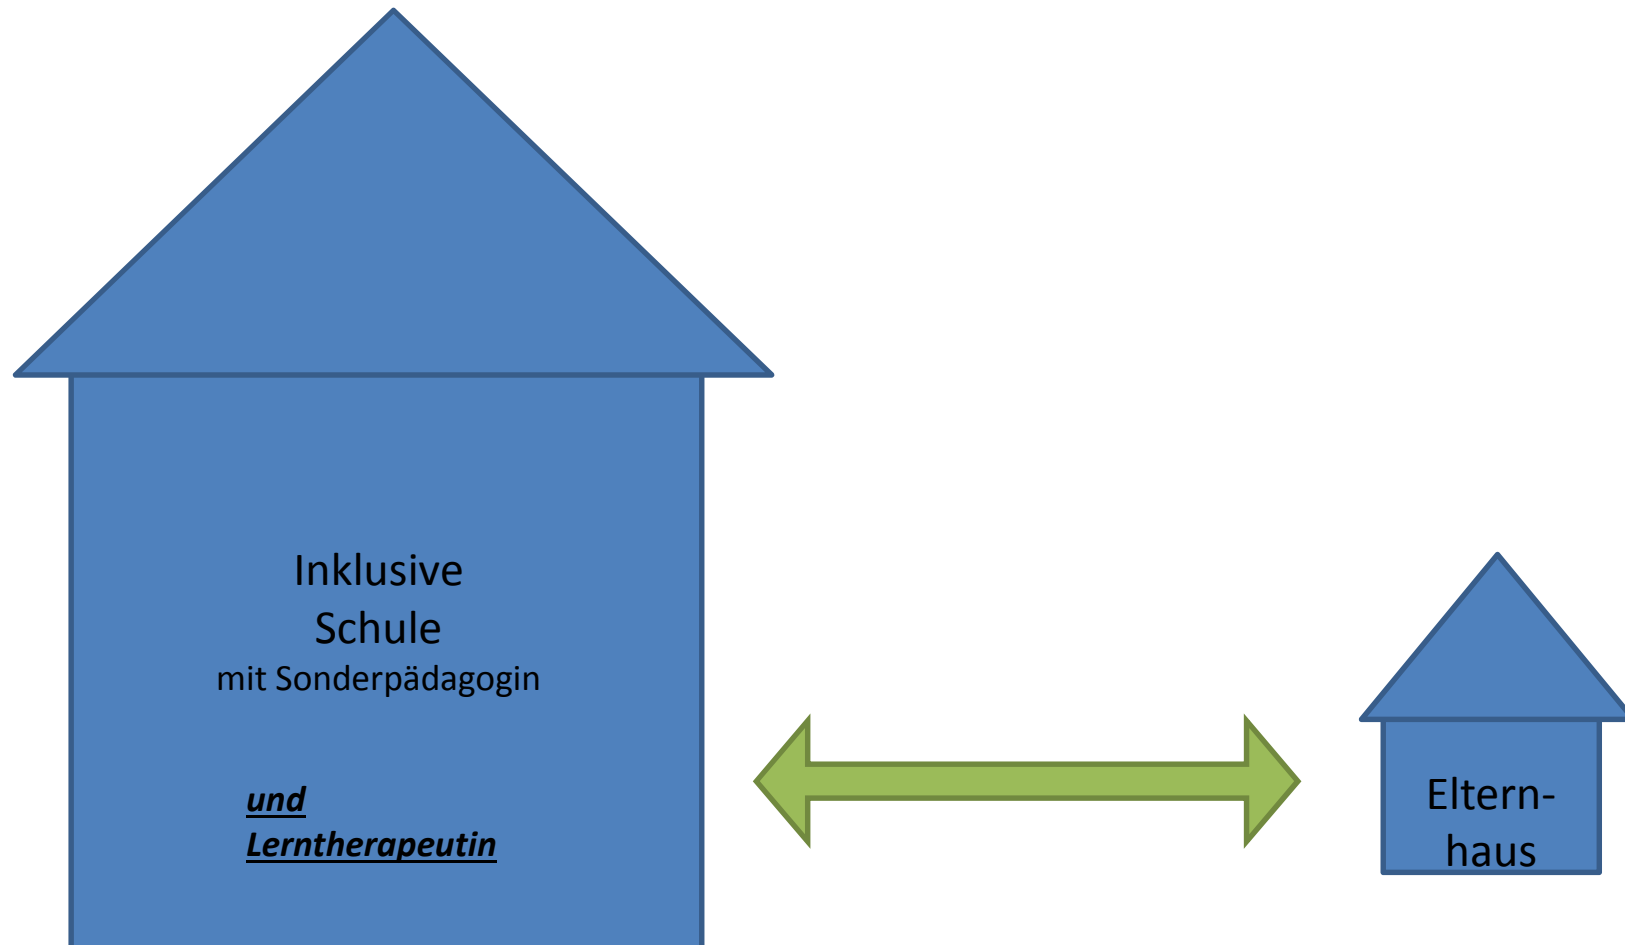 Inklusive
Schule
mit Sonderpädagogin
und
Lerntherapeutin
Eltern-
haus